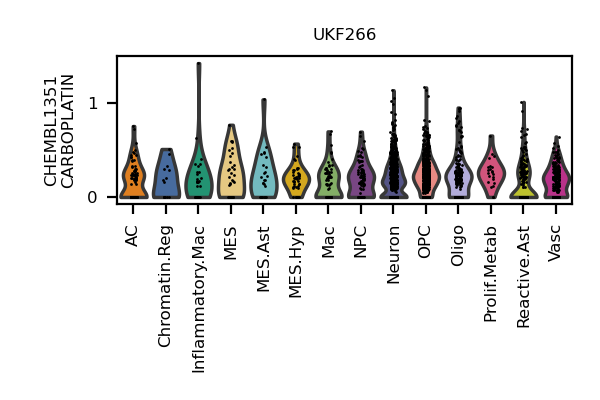 UKF266
CHEMBL1351
CARBOPLATIN
1
0
AC
Chromatin.Reg
Inflammatory.Mac
MES
MES.Ast
MES.Hyp
Mac
NPC
Neuron
OPC
Oligo
Prolif.Metab
Reactive.Ast
Vasc